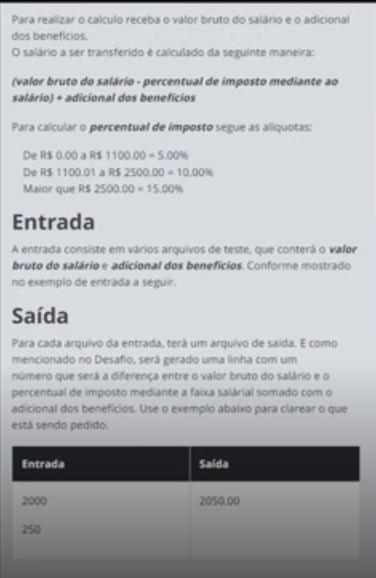 Para realizar o calculo receba o valor bruto do salário e o adicional
dos benefícios.
O salário a ser transferido é calculado da seguinte maneira:
(valor bruto do salário - percentual de imposto mediante ao
salário) + adicional dos benefícios
Para calcular o percentual de imposto segue as aliquotas:
De R$ 0.00 a R$ 1100.00 = 5.00%
De R$ 1100.01 a R$ 2500.00 = 10.00%
Maior que R$ 2500.00 = 15.00%
Entrada
A entrada consiste em vários arquivos de teste, que conterá o valor
bruto do salário e adicional dos benefícios. Conforme mostrado
no exemplo de entrada a seguir.
Saída
Para cada arquivo da entrada, terá um arquivo de saída. E como
mencionado no Desafio, será gerado uma linha com um
número que será a diferença entre o valor bruto do salário e o
percentual de imposto mediante a faixa salárial somado com o
adicional dos benefícios. Use o exemplo abaixo para clarear o que
está sendo pedido.
Entrada Saída
2000 2050.00
250